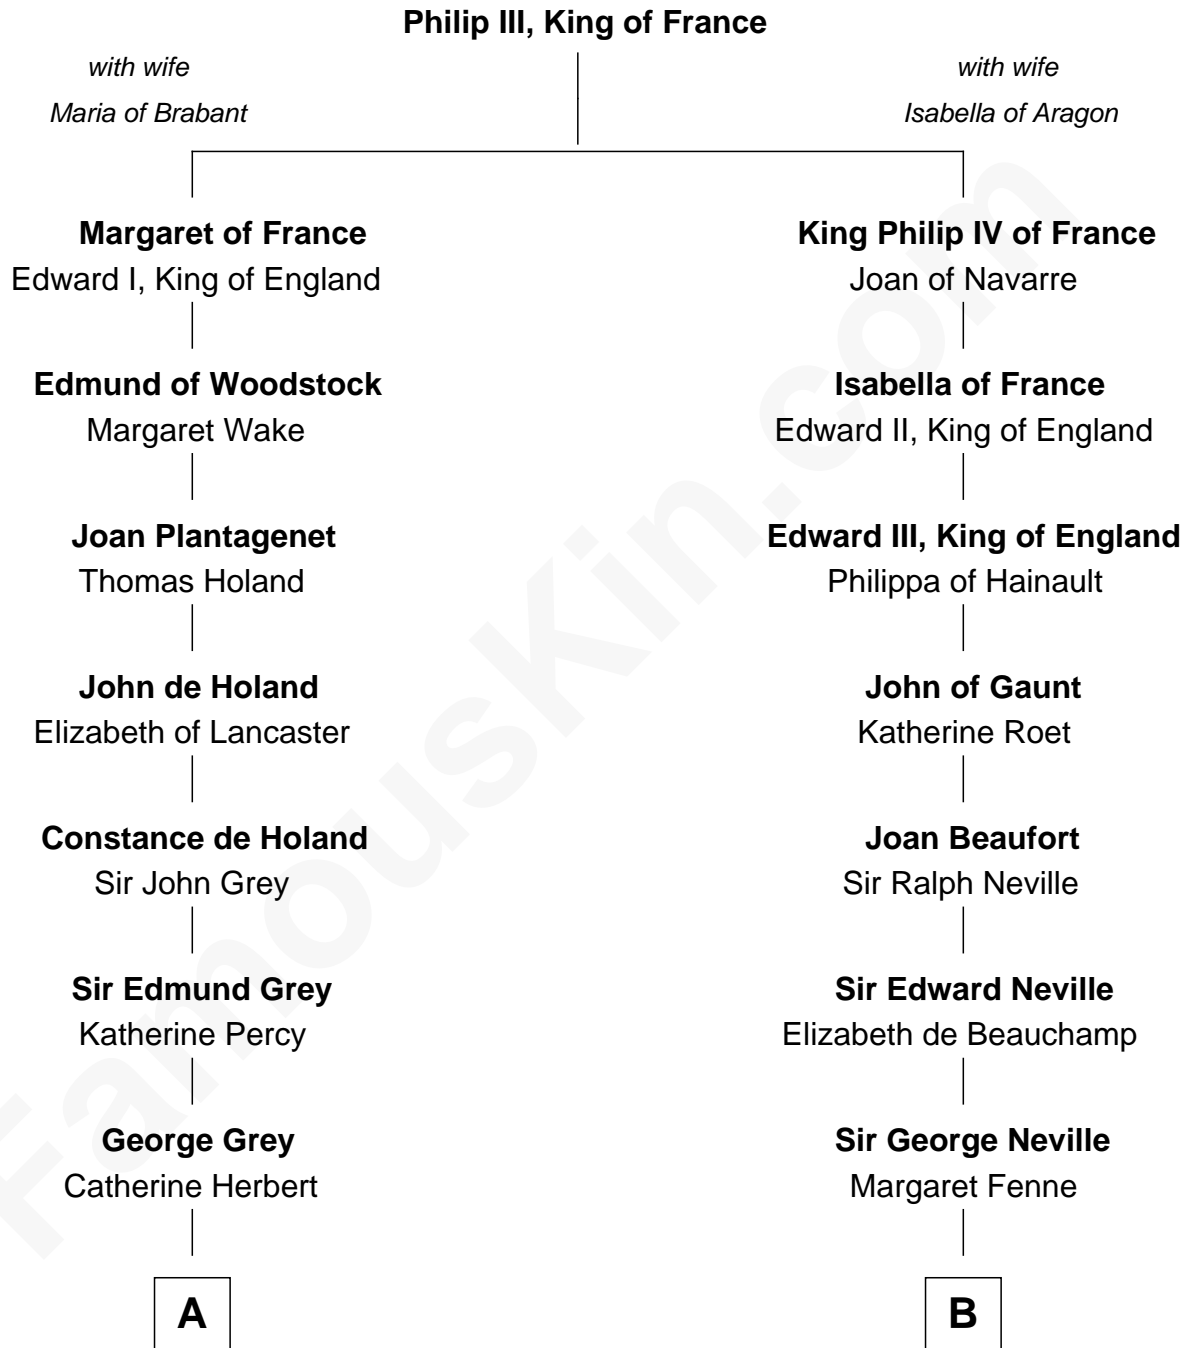 Philip III, King of France
with wife
Maria of Brabant
with wife
Isabella of Aragon
Margaret of France
Edward I, King of England
King Philip IV of France
Joan of Navarre
Edmund of Woodstock
Margaret Wake
Isabella of France
Edward II, King of England
Joan Plantagenet
Thomas Holand
Edward III, King of England
Philippa of Hainault
John de Holand
Elizabeth of Lancaster
John of Gaunt
Katherine Roet
Constance de Holand
Sir John Grey
Joan Beaufort
Sir Ralph Neville
Sir Edmund Grey
Katherine Percy
Sir Edward Neville
Elizabeth de Beauchamp
George Grey
Catherine Herbert
Sir George Neville
Margaret Fenne
A
B
FamousKin.com